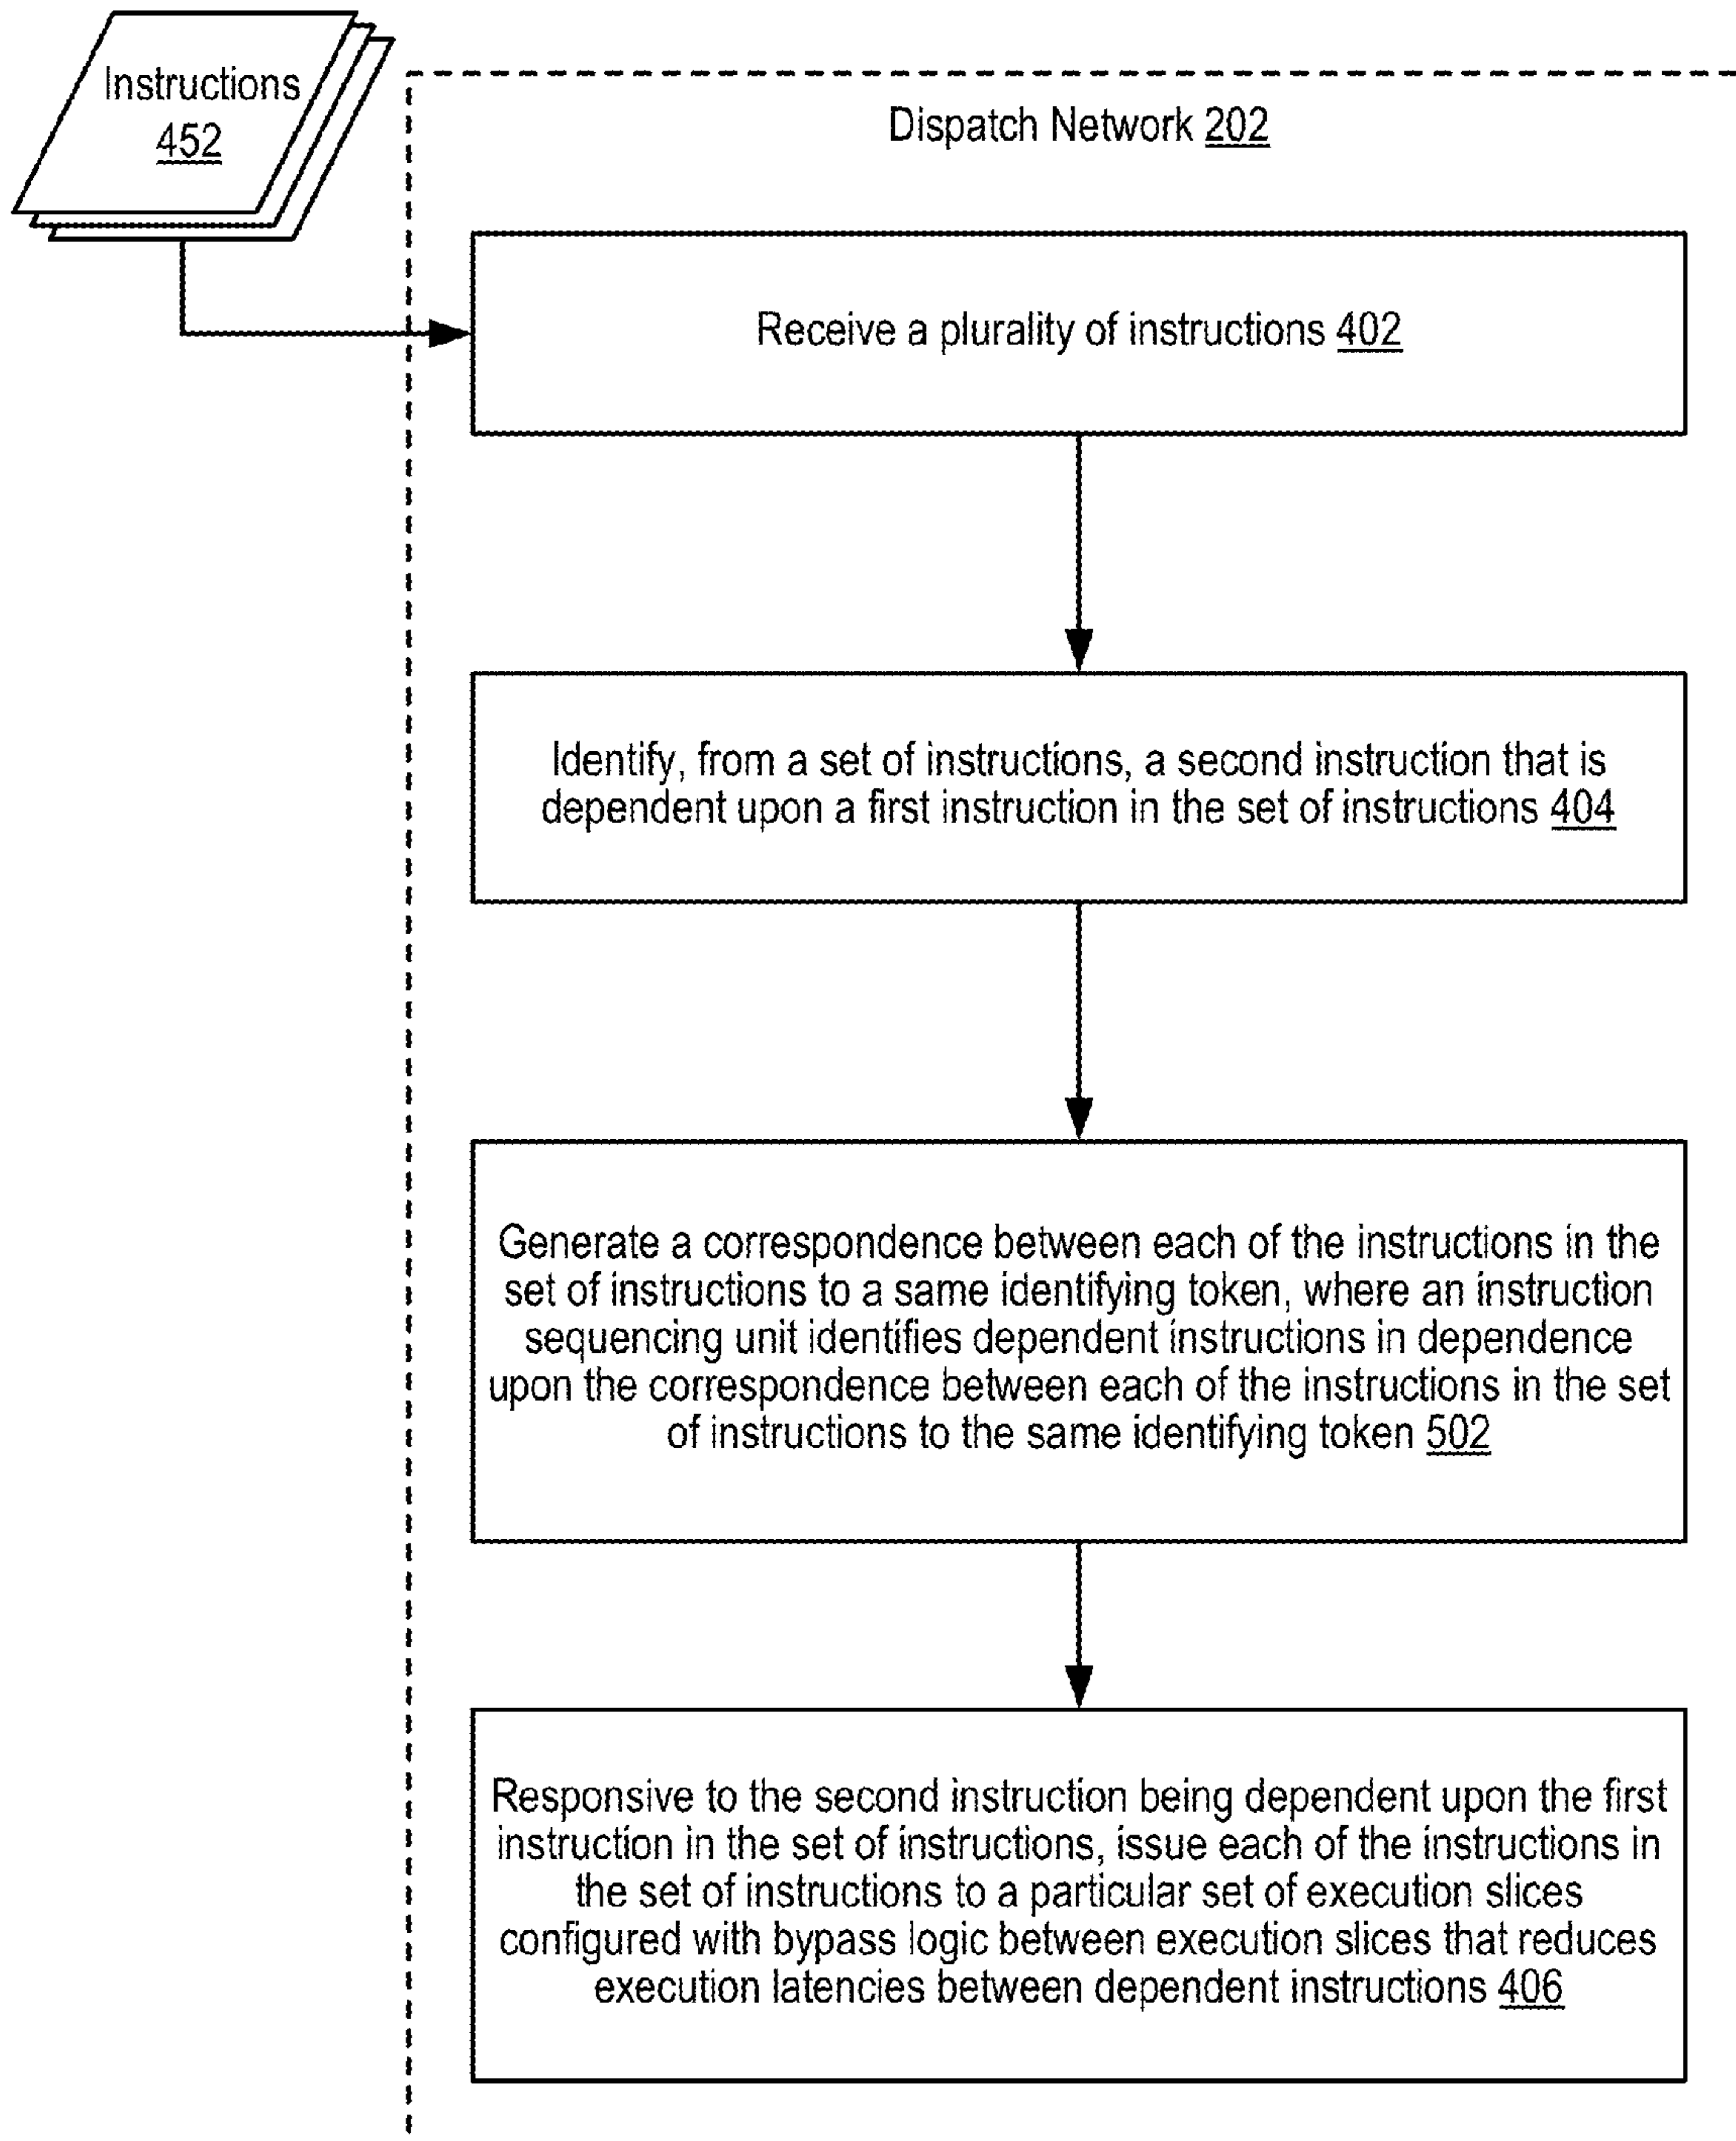 Instructions
452
Dispatch Network 202
Receive a plurality of instructions 402
Identify, from a set of instructions, a second instruction that is
dependent upon a first instruction in the set of instructions 404
Generate a correspondence between each of the instructions in the
set of instructions to a same identifying token, where an instruction
sequencing unit identifies dependent instructions in dependence
upon the correspondence between each of the instructions in the set
of instructions to the same identifying token 502
Responsive to the second instruction being dependent upon the first
instruction in the set of instructions, issue each of the instructions in
the set of instructions to a particular set of execution slices
configured with bypass logic between execution slices that reduces
execution latencies between dependent instructions 406